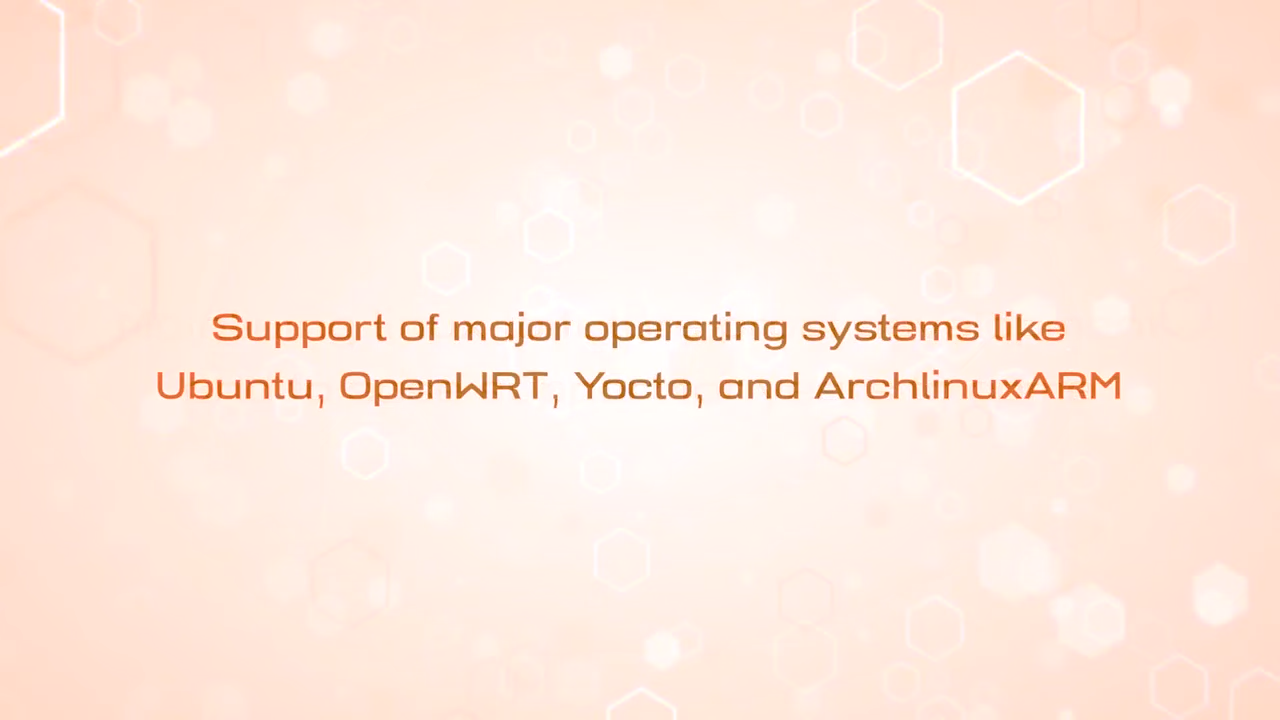 Support of major operating systems like
Ubuntu, OpenWRT, Yocto, and ArchlinuxARM